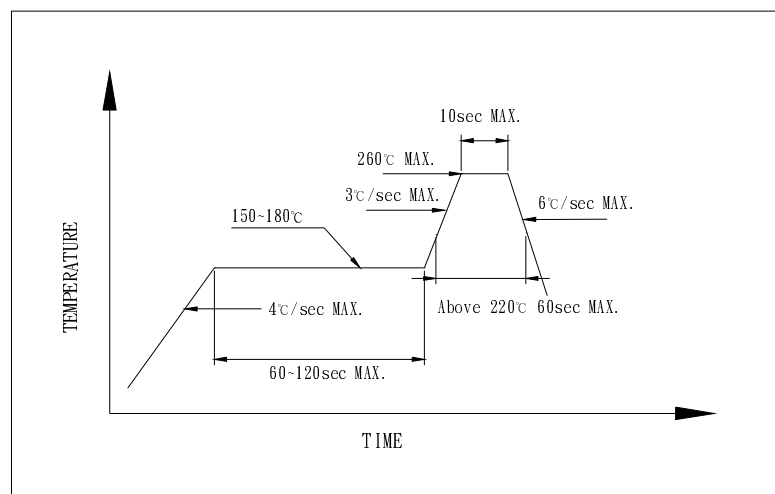 10sec MAX.
260℃ MAX.
3℃/sec MAX.
6℃/sec MAX.
150~180℃
TEMPERATURE
4℃/sec MAX.
Above 220℃ 60sec MAX.
60~120sec MAX.
TIME